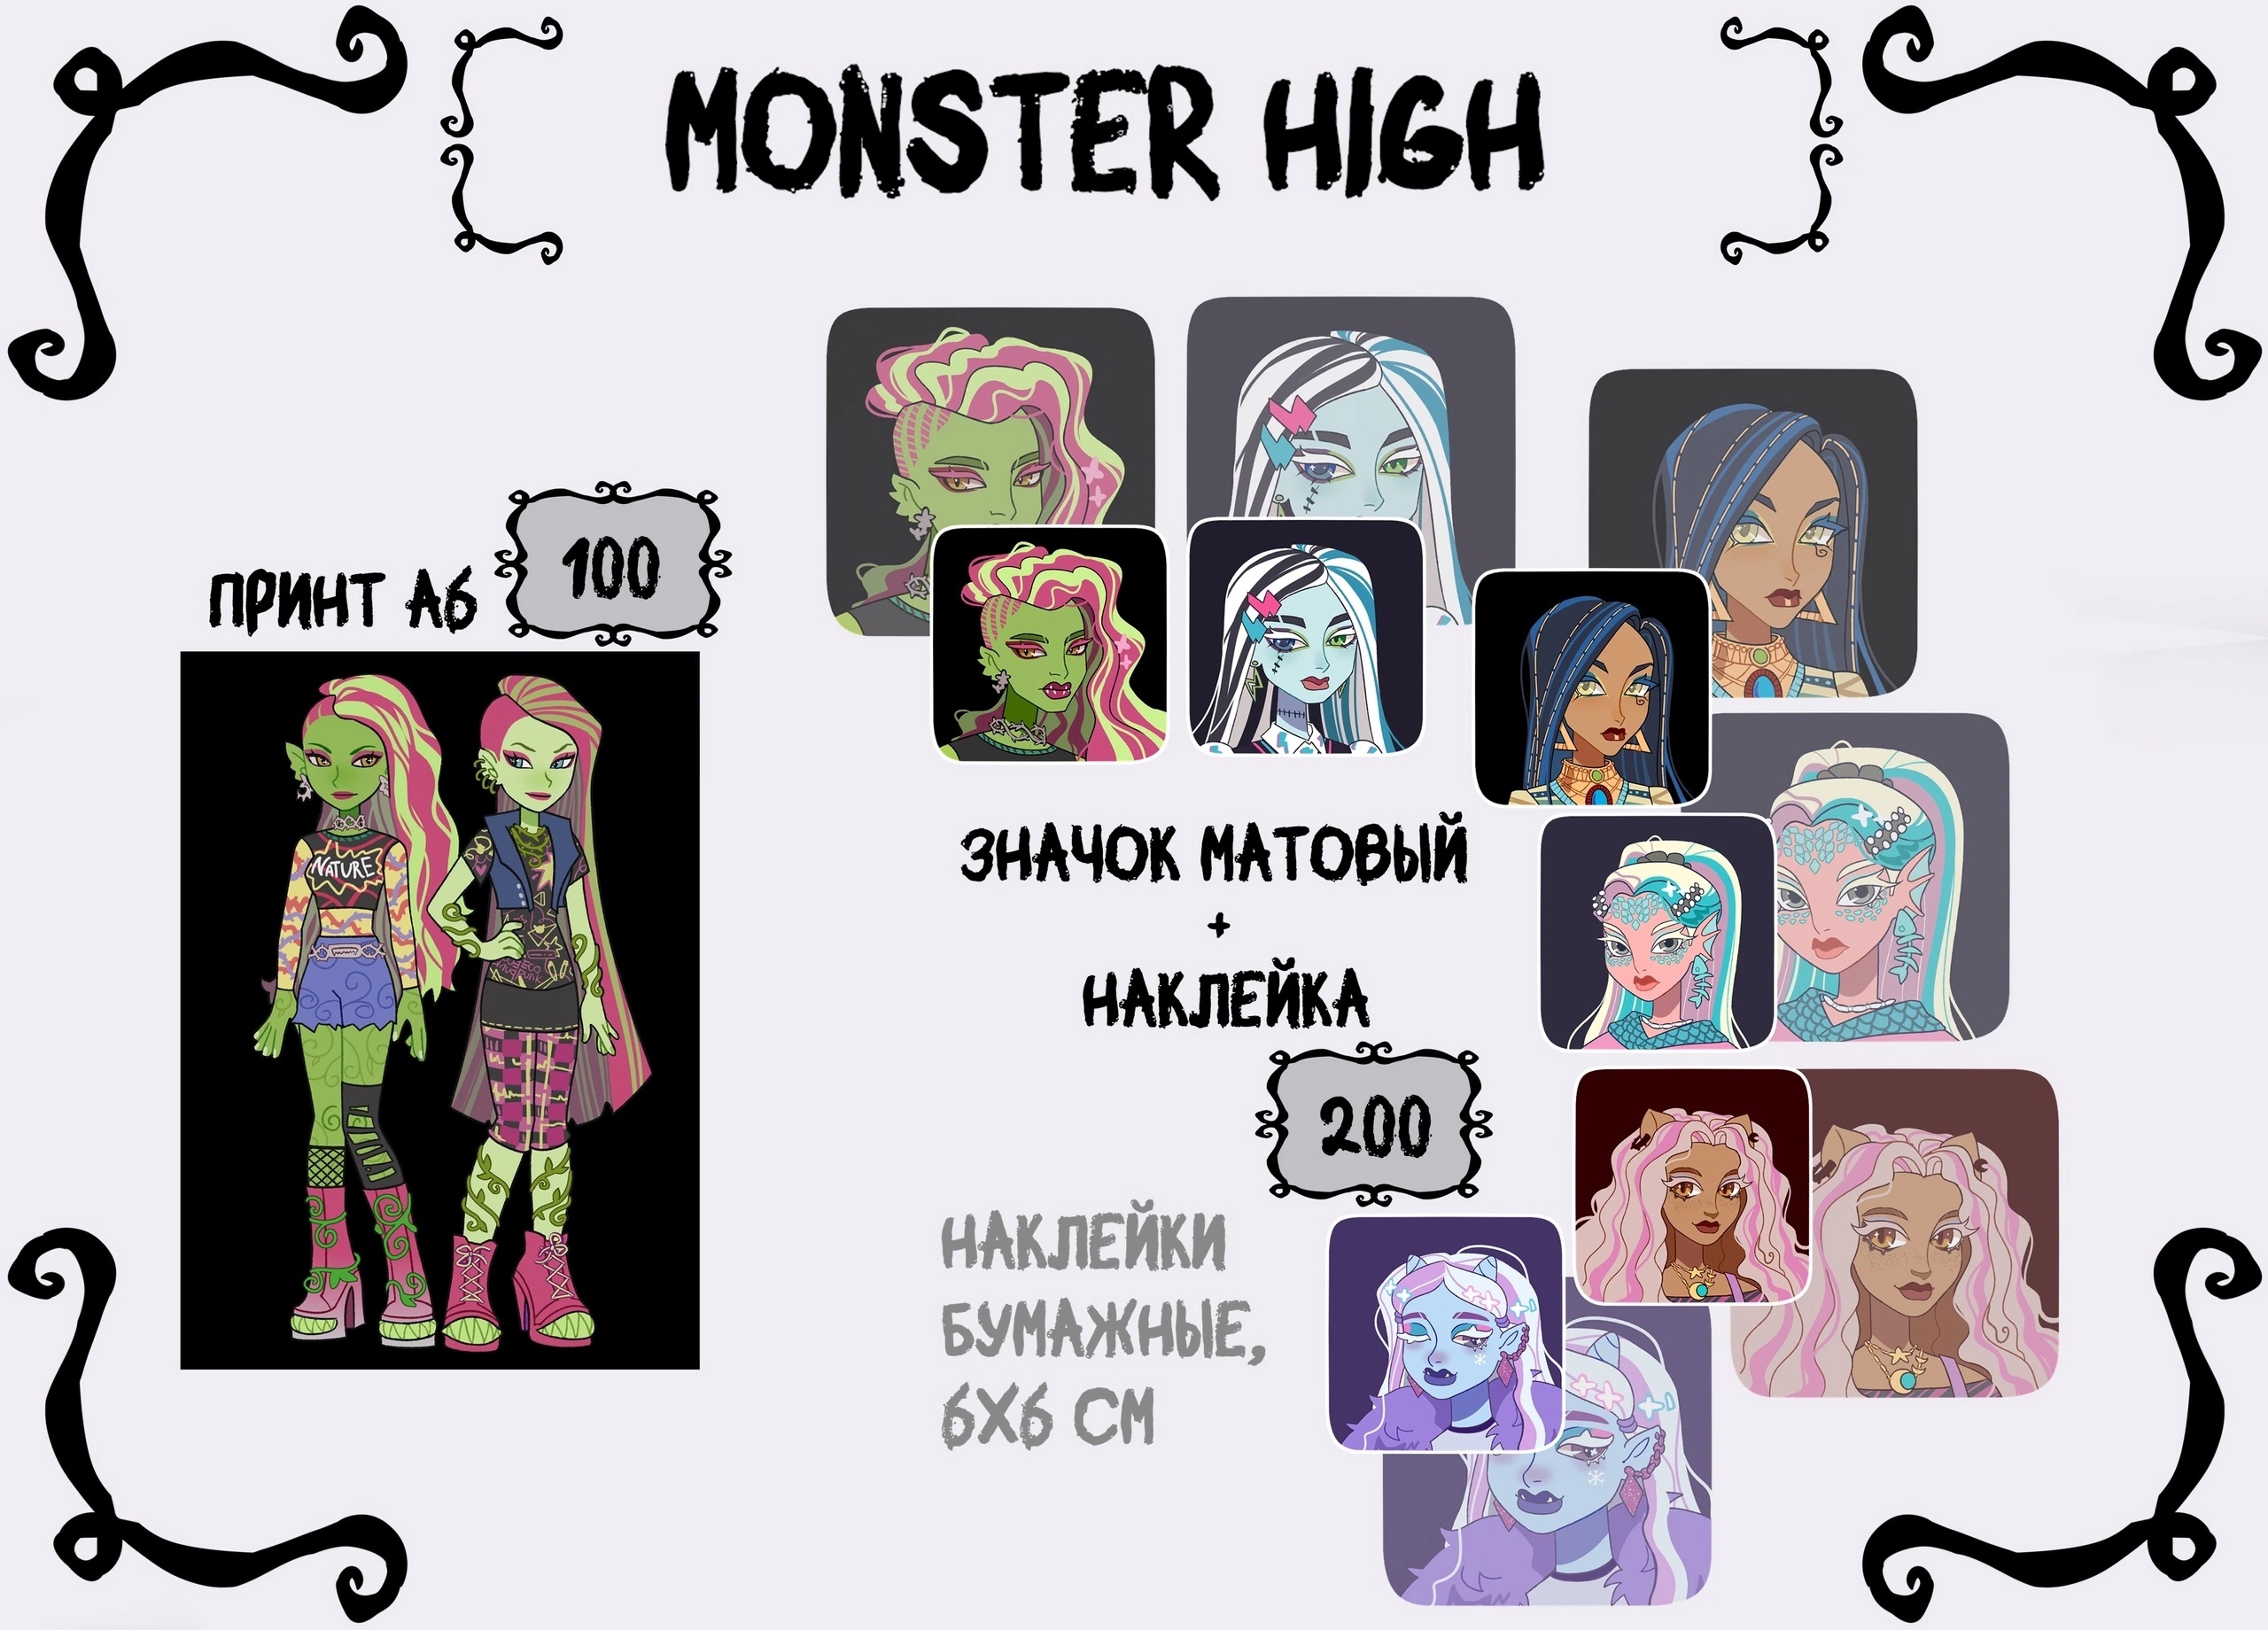 MONSTER HIGH
ПРИНТ А6
100
NATURE
ЗНАЧОК МАТОВЫЙ
+
НАКЛЕЙКА
200
НАКЛЕЙКИ
БУМАЖНЫЕ,
6Х6 СМ